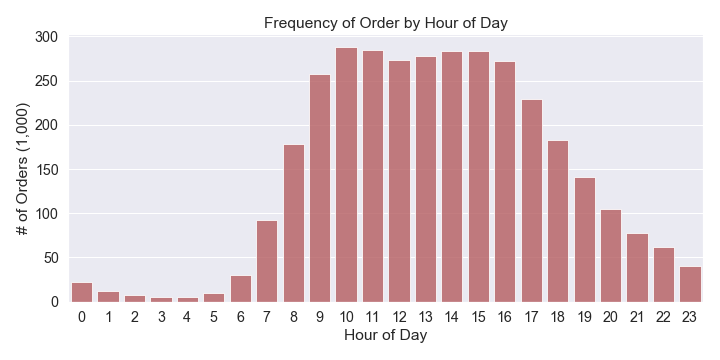 Frequency of Order by Hour of Day
# of Orders (1,000)
300
250
200
150
100
50
0
0 1 2 3 4 5 6 7 8 9 10 11 12 13 14 15 16 17 18 19 20 21 22 23
Hour of Day